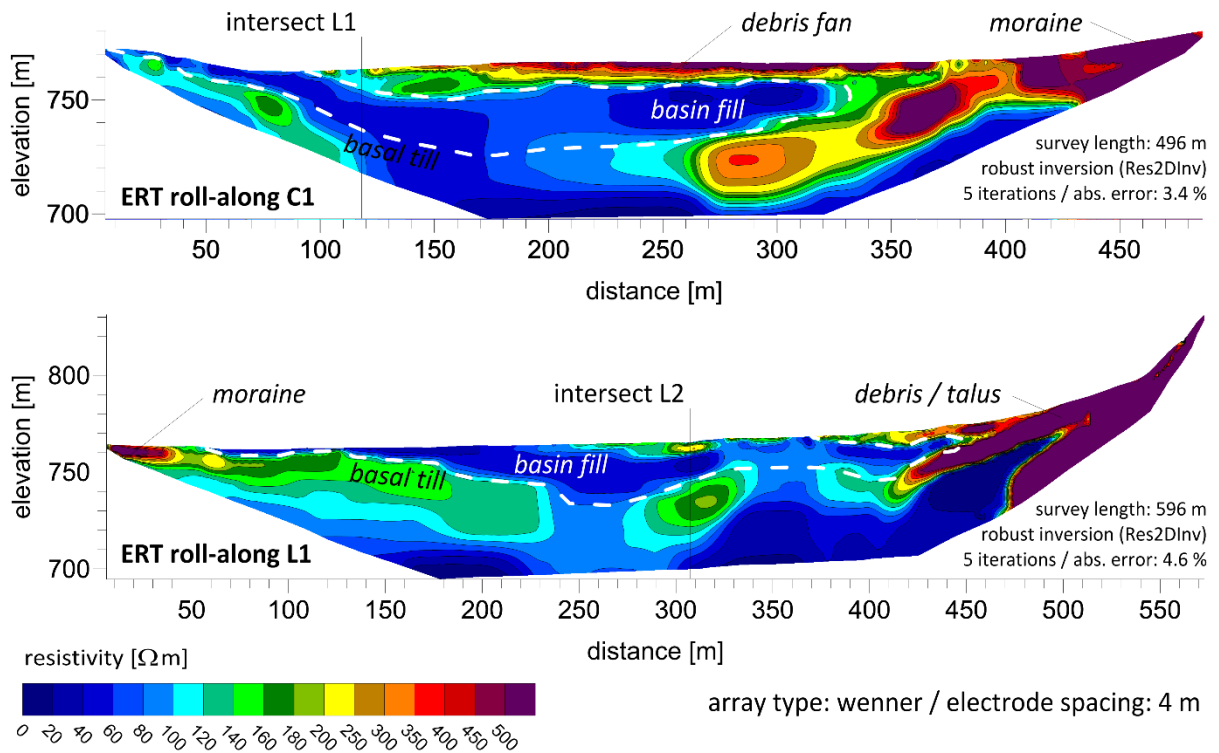 intersect L1
debris fan
moraine
elevation [m]
750
700
basin fill
basal till
ERT roll-along C1
survey length: 496 m
robust inversion (Res2DInv)
5 iterations / abs. error: 3.4 %
50 100 150 200 250 300 350 400 450
distance [m]
elevation [m]
800
750
700
moraine
intersect L2
debris / talus
basin fill
basal till
ERT roll-along L1
survey length: 596 m
robust inversion (Res2DInv)
5 iterations / abs. error: 4.6 %
50 100 150 200 250 300 350 400 450 500 550
distance [m]
resistivity [Ωm]
0 20 40 60 80 100 120 140 160 180 200 250 300 350 400 450 500
array type: wenner / electrode spacing: 4 m